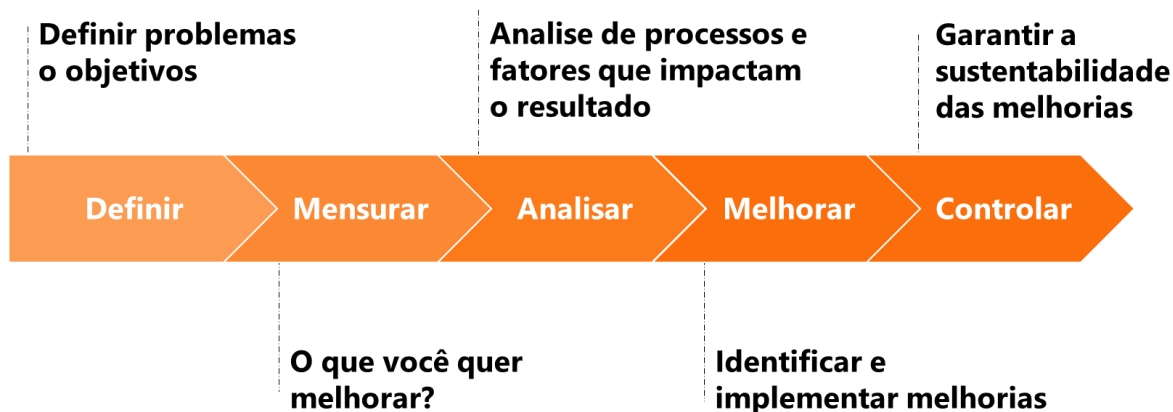 Definir problemas
o objetivos
Analise de processos e
fatores que impactam
o resultado
Garantir a
sustentabilidade
das melhorias
Definir
Mensurar
Analisar
Melhorar
Controlar
O que você quer
melhorar?
Identificar e
implementar melhorias